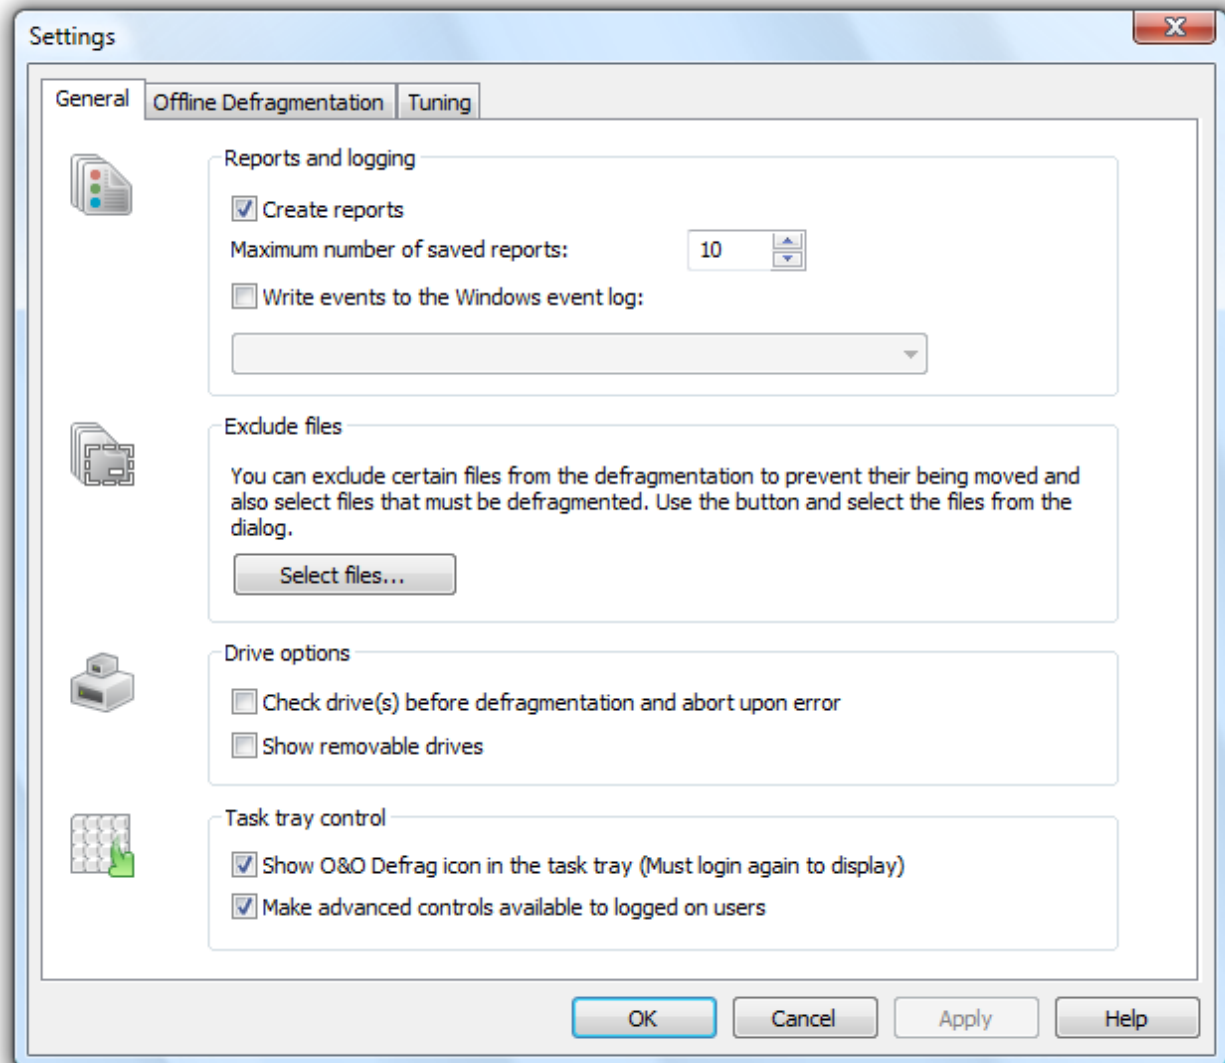 Settings
General
Offline Defragmentation
Tuning
Reports and logging
Create reports
Maximum number of saved reports:
10
Write events to the Windows event log:
Exclude files
You can exclude certain files from the defragmentation to prevent their being moved and
also select files that must be defragmented. Use the button and select the files from the
dialog.
Select files...
Drive options
Check drive(s) before defragmentation and abort upon error
Show removable drives
Task tray control
Show O&O Defrag icon in the task tray (Must login again to display)
Make advanced controls available to logged on users
OK
Cancel
Apply
Help